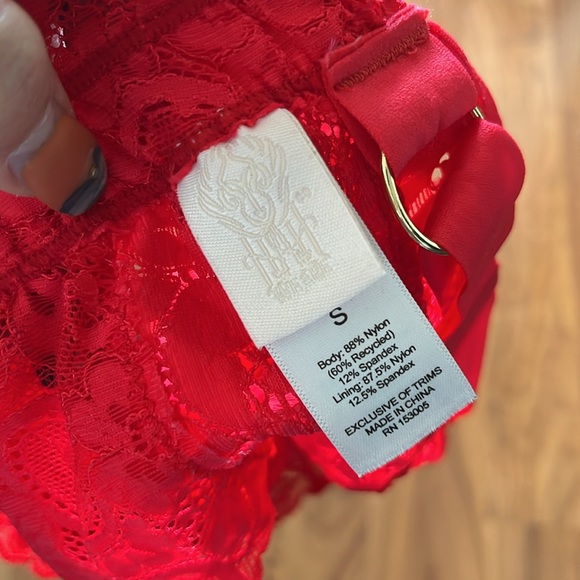 S
Body: 88% Nylon
(60% Recycled)
12% Spandex
Lining: 87.5% Nylon
12.5% Spandex
EXCLUSIVE OF TRIMS
MADE IN CHINA
RN 153005